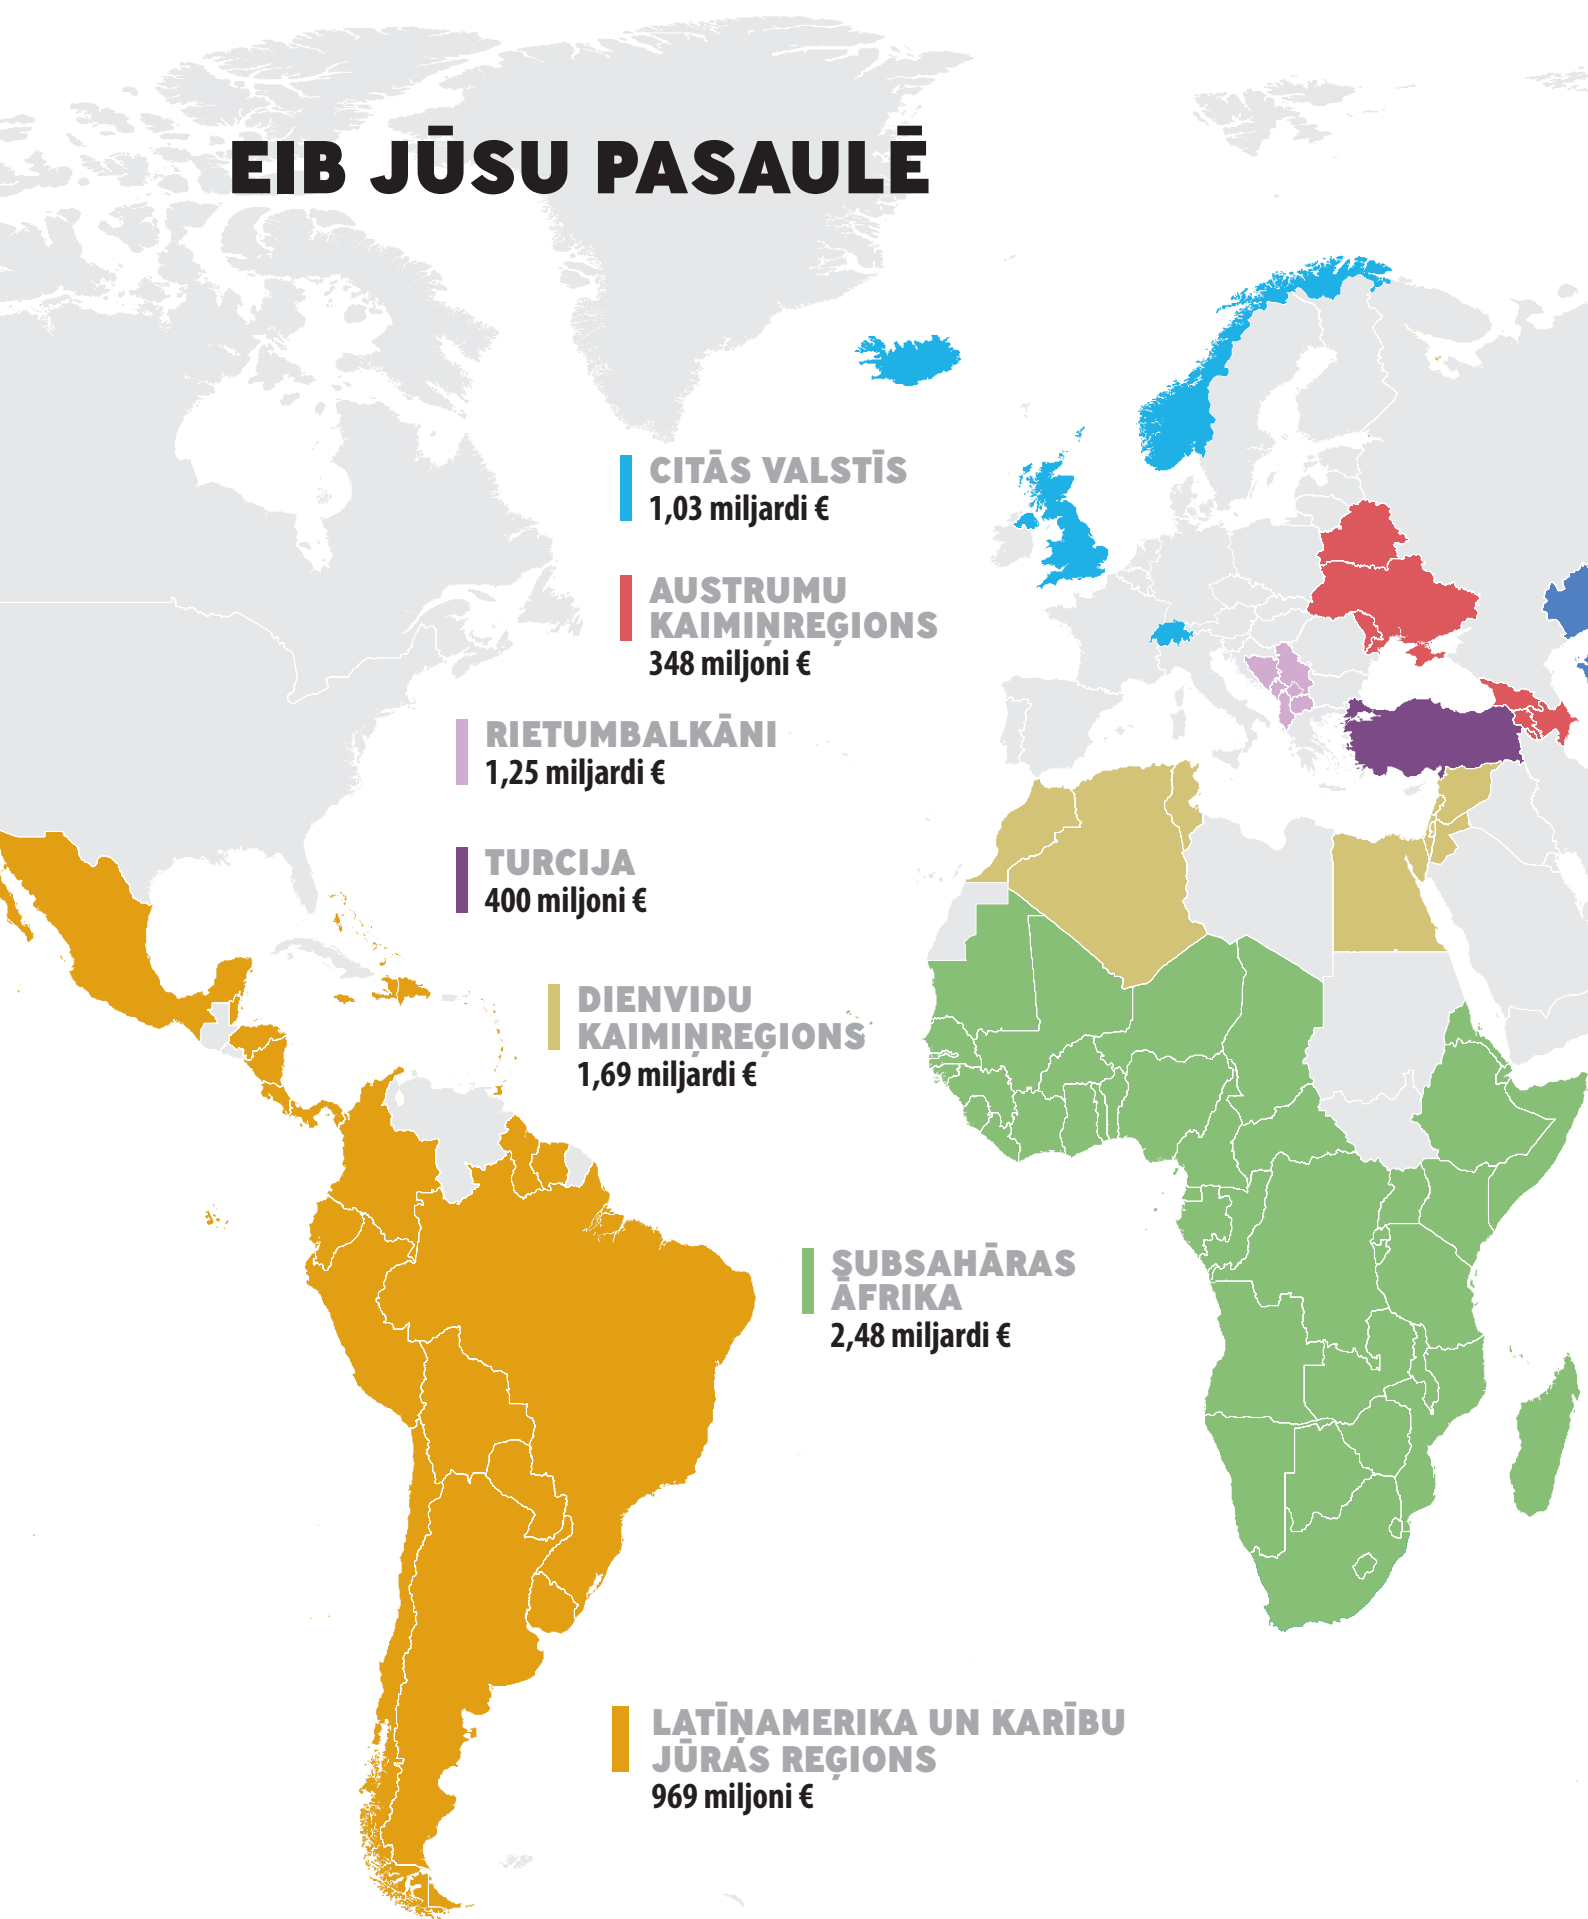 EIB JŪSU PASAULĒ
CITĀS VALSTĪS
1,03 miljardi €
AUSTRUMU
KAIMIŅREĢIONS
348 miljoni €
RIETUMBALKĀNI
1,25 miljardi €
TURCIJA
400 miljoni €
DIENVIDU
KAIMIŅREĢIONS
1,69 miljardi €
SUBSAHĀRAS
ĀFRIKA
2,48 miljardi €
LATĪŅAMERIKA UN KARĪBU
JŪRAS REĢIONS
969 miljoni €